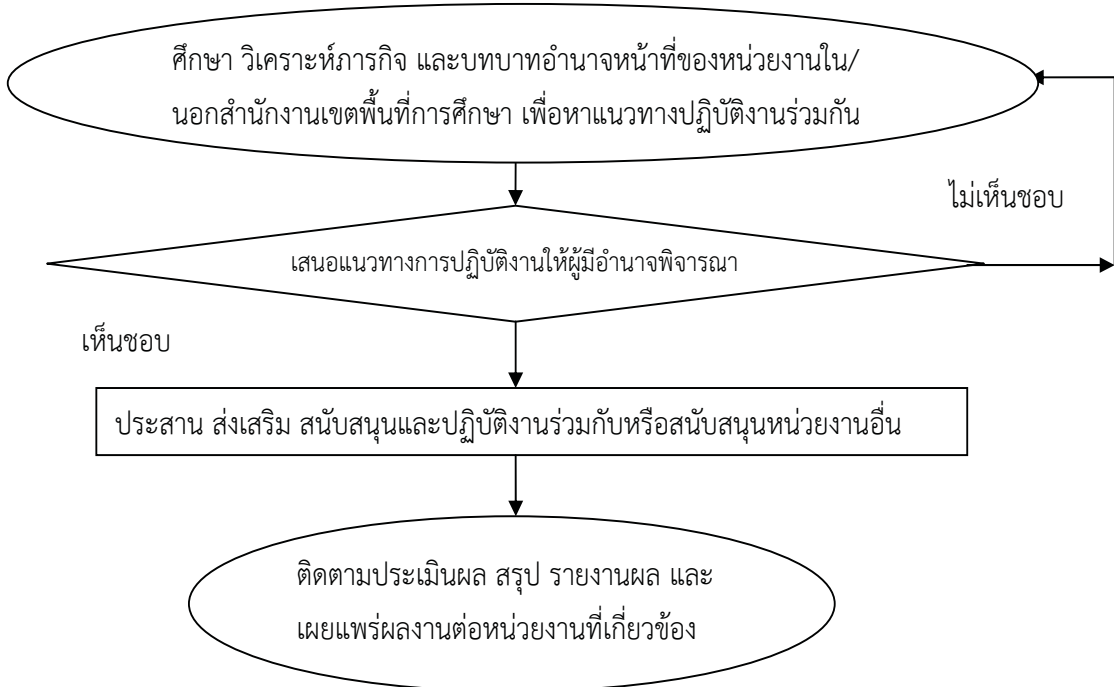 ศึกษา วิเคราะห์ภารกิจ และบทบาทอำนาจหน้าที่ของหน่วยงานใน/
นอกสำนักงานเขตพื้นที่การศึกษา เพื่อหาแนวทางปฏิบัติงานร่วมกัน
ไม่เห็นชอบ
เสนอแนวทางการปฏิบัติงานให้ผู้มีอำนาจพิจารณา
เห็นชอบ
ประสาน ส่งเสริม สนับสนุนและปฏิบัติงานร่วมกับหรือสนับสนุนหน่วยงานอื่น
ติดตามประเมินผล สรุป รายงานผล และ
เผยแพร่ผลงานต่อหน่วยงานที่เกี่ยวข้อง